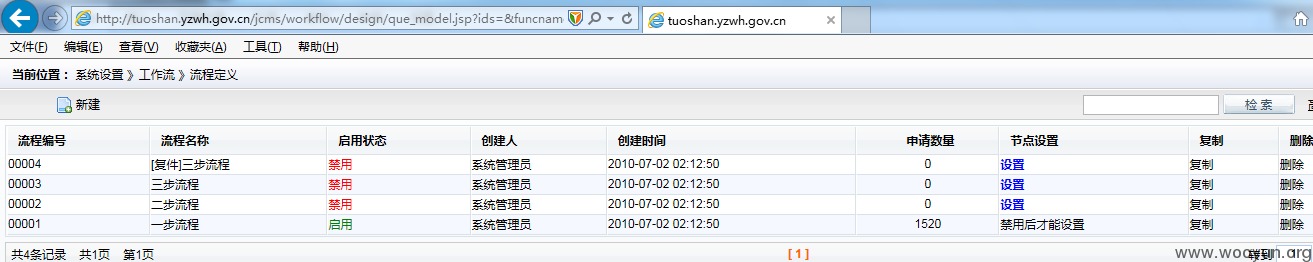 http://tuoshan.yzwh.gov.cn/jcms/workflow/design/que_model.jsp?ids=&funcnam
tuoshan.yzwh.gov.cn
文件(F) 编辑(E) 查看(V) 收藏夹(A) 工具(T) 帮助(H)
当前位置： 系统设置 》工作流 》流程定义
新建 检 索
流程编号 流程名称 启用状态 创建人 创建时间 申请数量 节点设置 复制 删除
00004 [复件]三步流程 禁用 系统管理员 2010-07-02 02:12:50 0 设置 复制 删除
00003 三步流程 禁用 系统管理员 2010-07-02 02:12:50 0 设置 复制 删除
00002 二步流程 禁用 系统管理员 2010-07-02 02:12:50 0 设置 复制 删除
00001 一步流程 启用 系统管理员 2010-07-02 02:12:50 1520 禁用后才能设置 复制 删除
共4条记录 共1页 第1页 [ 1 ] 转到 1
www.wooyun.org